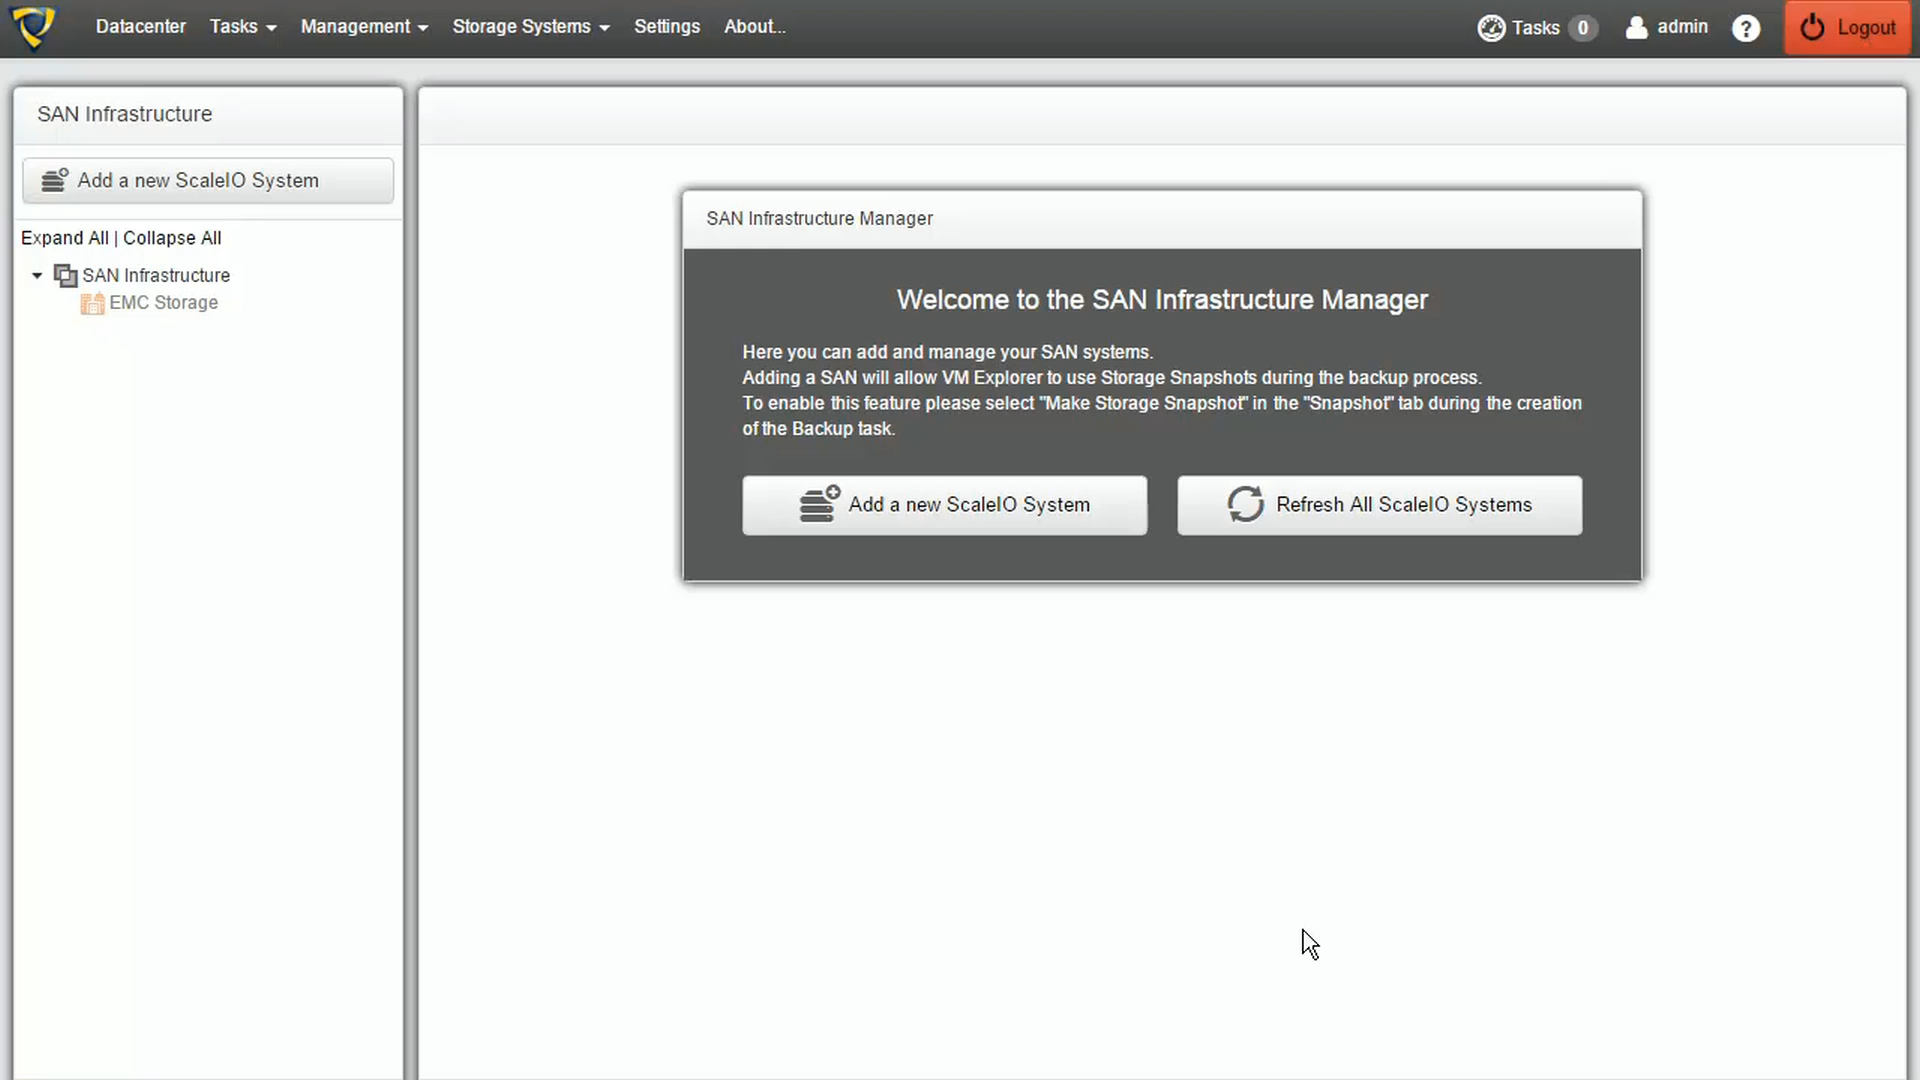 Datacenter Tasks Management Storage Systems Settings About... Tasks 0 admin ? Logout
SAN Infrastructure
Add a new ScaleIO System
Expand All | Collapse All
SAN Infrastructure
EMC Storage
SAN Infrastructure Manager
Welcome to the SAN Infrastructure Manager
Here you can add and manage your SAN systems.
Adding a SAN will allow VM Explorer to use Storage Snapshots during the backup process.
To enable this feature please select "Make Storage Snapshot" in the "Snapshot" tab during the creation
of the Backup task.
Add a new ScaleIO System Refresh All ScaleIO Systems